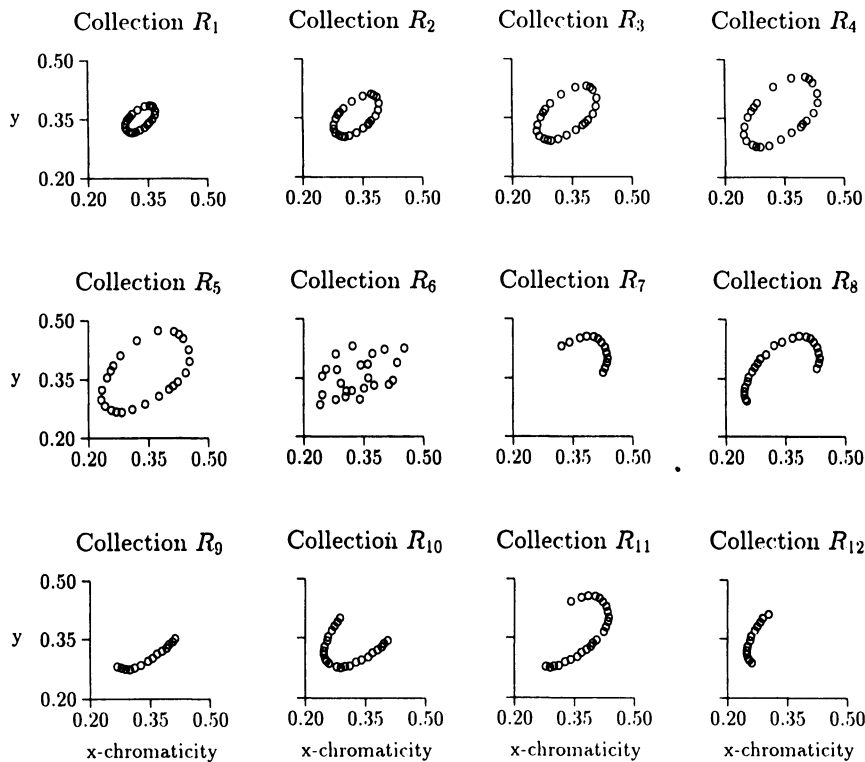 Collection R₁ Collection R₂ Collection R₃ Collection R₄
0.50
y 0.35
0.20
0.20 0.35 0.50 0.20 0.35 0.50 0.20 0.35 0.50 0.20 0.35 0.50
Collection R₅ Collection R₆ Collection R₇ Collection R₈
0.50
y 0.35
0.20
0.20 0.35 0.50 0.20 0.35 0.50 0.20 0.35 0.50 0.20 0.35 0.50
Collection R₉ Collection R₁₀ Collection R₁₁ Collection R₁₂
0.50
y 0.35
0.20
0.20 0.35 0.50 0.20 0.35 0.50 0.20 0.35 0.50 0.20 0.35 0.50
x-chromaticity x-chromaticity x-chromaticity x-chromaticity